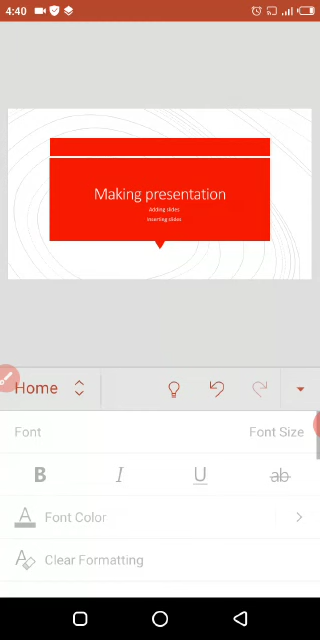 4:40
Making presentation
Adding slides
Inserting slides
Home
Font Font Size
B I U ab
A Font Color
A Clear Formatting